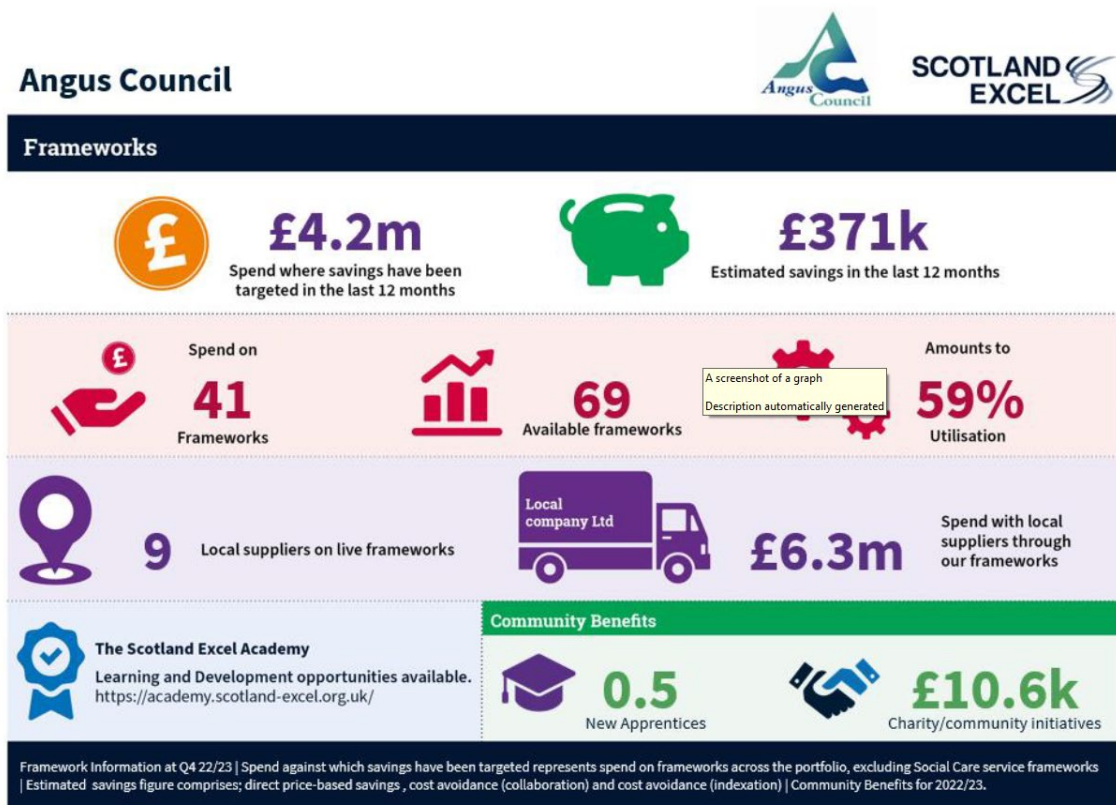 Angus Council
Angus
Council
SCOTLAND
EXCEL
Frameworks
£
£4.2m
Spend where savings have been
targeted in the last 12 months
£371k
Estimated savings in the last 12 months
£
Spend on
41
Frameworks
69
Available frameworks
A screenshot of a graph
Description automatically generated
Amounts to
59%
Utilisation
9
Local suppliers on live frameworks
Local
company Ltd
£6.3m
Spend with local
suppliers through
our frameworks
The Scotland Excel Academy
Learning and Development opportunities available.
https://academy.scotland-excel.org.uk/
Community Benefits
0.5
New Apprentices
£10.6k
Charity/community initiatives
Framework Information at Q4 22/23 | Spend against which savings have been targeted represents spend on frameworks across the portfolio, excluding Social Care service frameworks
| Estimated savings figure comprises; direct price-based savings , cost avoidance (collaboration) and cost avoidance (indexation) | Community Benefits for 2022/23.